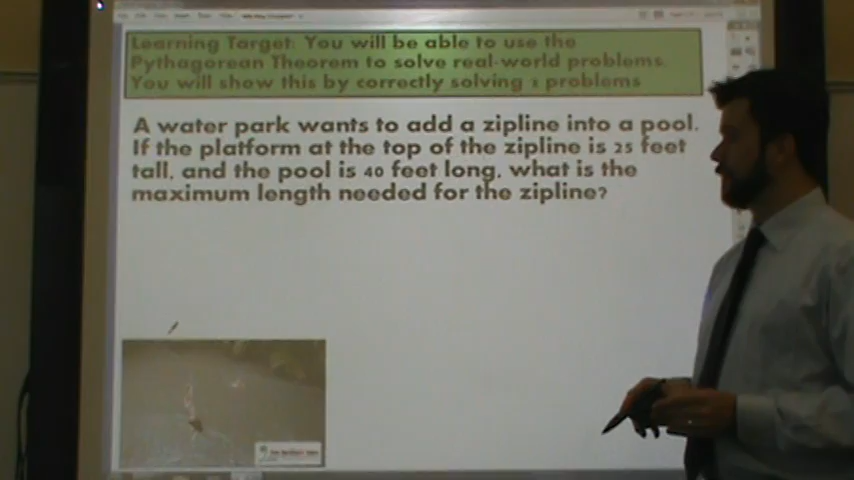 Learning Target: You will be able to use the
Pythagorean Theorem to solve real-world problems.
You will show this by correctly solving 2 problems
A water park wants to add a zipline into a pool.
If the platform at the top of the zipline is 25 feet
tall, and the pool is 40 feet long, what is the
maximum length needed for the zipline?